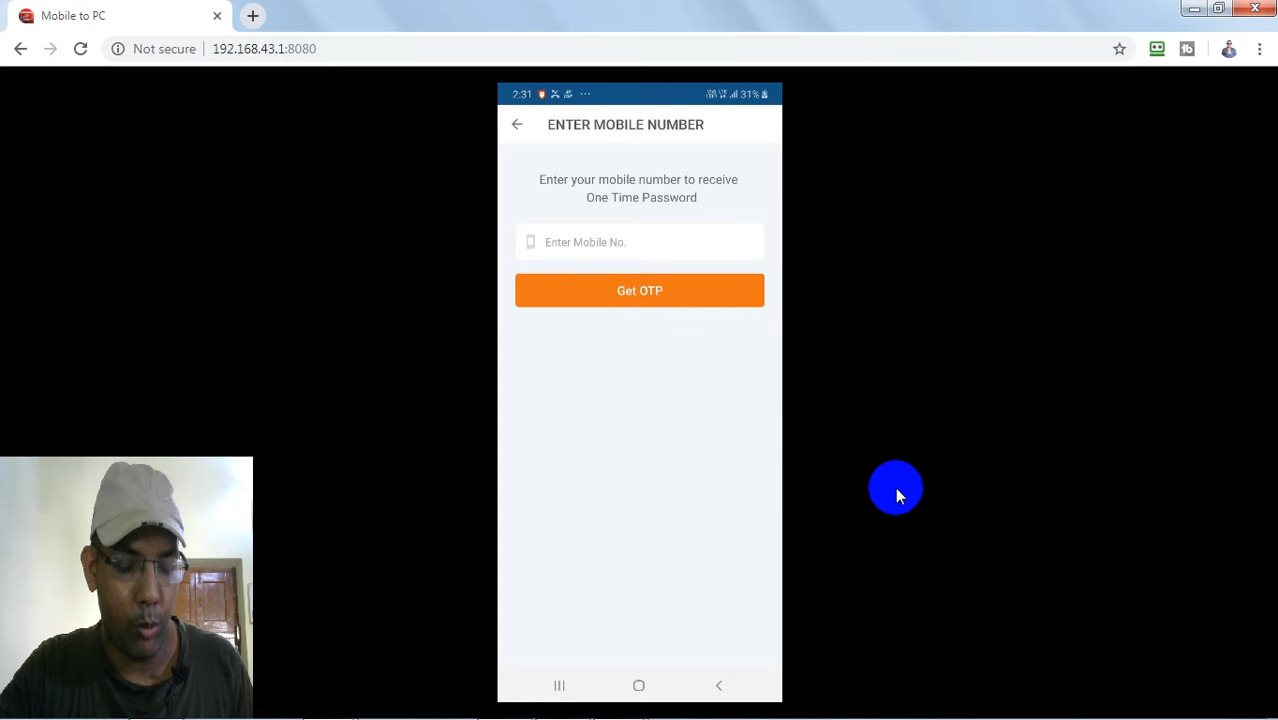 Mobile to PC
Not secure
192.168.43.1:8080
2:31
31%
ENTER MOBILE NUMBER
Enter your mobile number to receive
One Time Password
Enter Mobile No.
Get OTP